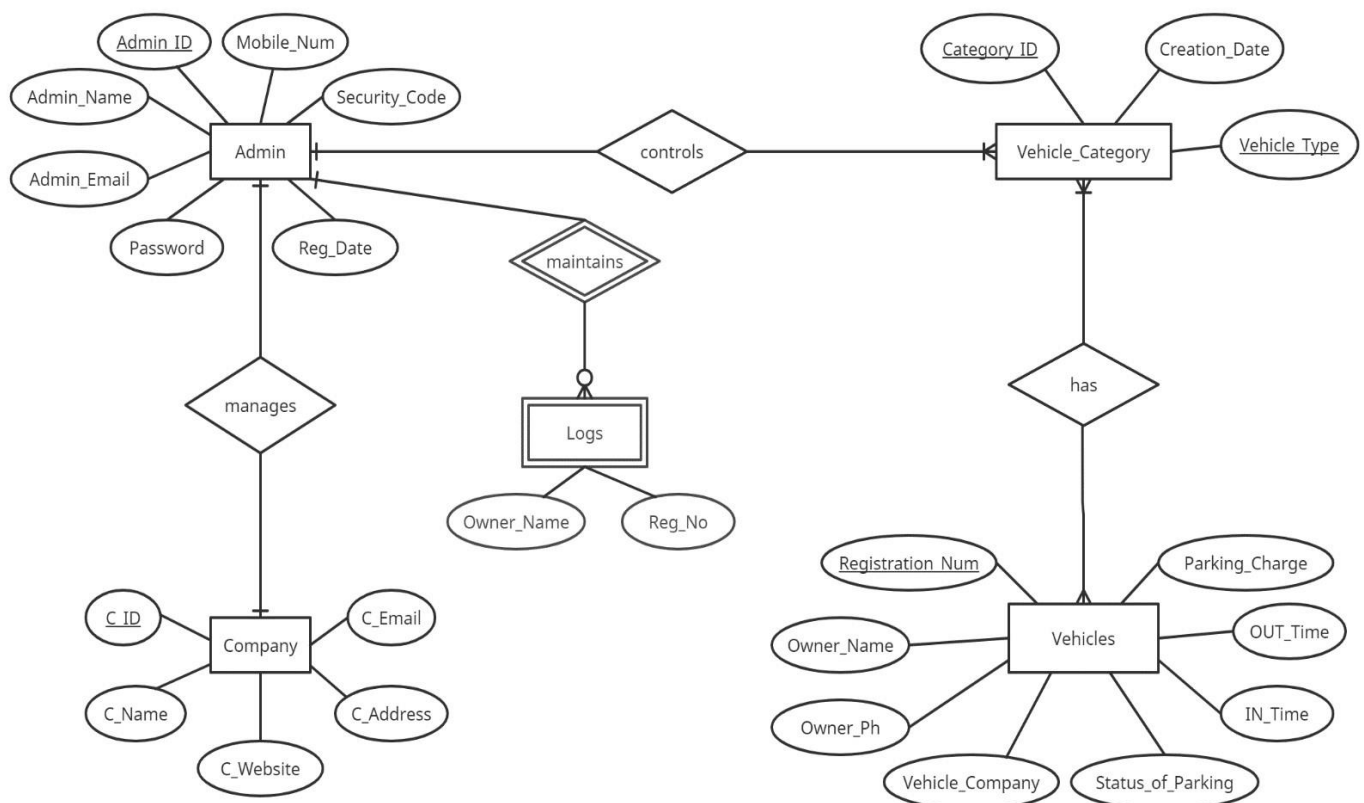 Admin_ID
Mobile_Num
Category_ID
Creation_Date
Admin_Name
Security_Code
Admin
controls
Vehicle_Category
Vehicle_Type
Admin_Email
Password
Reg_Date
maintains
manages
has
Logs
Owner_Name
Reg_No
Registration_Num
Parking_Charge
C_ID
C_Email
Company
Owner_Name
Vehicles
OUT_Time
C_Name
C_Address
Owner_Ph
IN_Time
C_Website
Vehicle_Company
Status_of_Parking